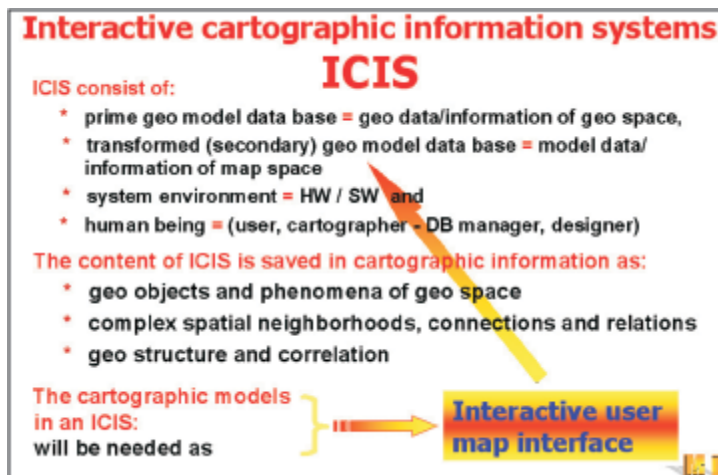 Interactive cartographic information systems
ICIS
ICIS consist of:
* prime geo model data base = geo data/information of geo space,
* transformed (secondary) geo model data base = model data/
information of map space
* system environment = HW / SW and
* human being = (user, cartographer - DB manager, designer)
The content of ICIS is saved in cartographic information as:
* geo objects and phenomena of geo space
* complex spatial neighborhoods, connections and relations
* geo structure and correlation
The cartographic models
in an ICIS:
will be needed as
Interactive user
map interface